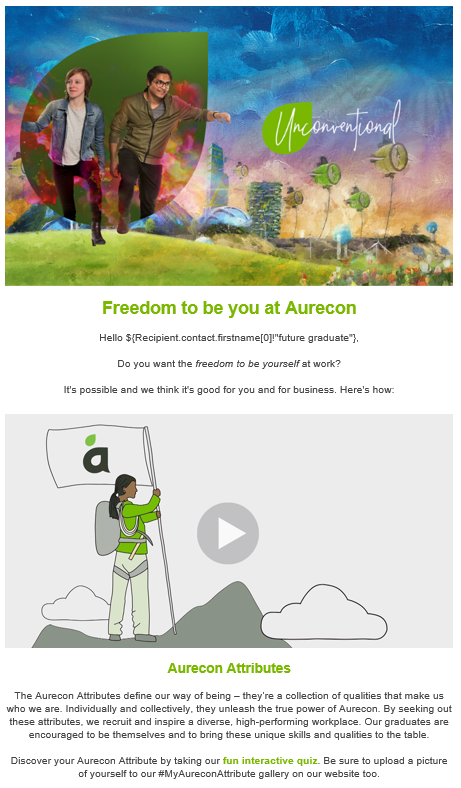 Unconventional
Freedom to be you at Aurecon
Hello ${Recipient.contact.firstname[0]!"future graduate"},
Do you want the freedom to be yourself at work?
It's possible and we think it's good for you and for business. Here's how:
a
Aurecon Attributes
The Aurecon Attributes define our way of being – they're a collection of qualities that make us
who we are. Individually and collectively, they unleash the true power of Aurecon. By seeking out
these attributes, we recruit and inspire a diverse, high-performing workplace. Our graduates are
encouraged to be themselves and to bring these unique skills and qualities to the table.
Discover your Aurecon Attribute by taking our fun interactive quiz. Be sure to upload a picture
of yourself to our #MyAureconAttribute gallery on our website too.